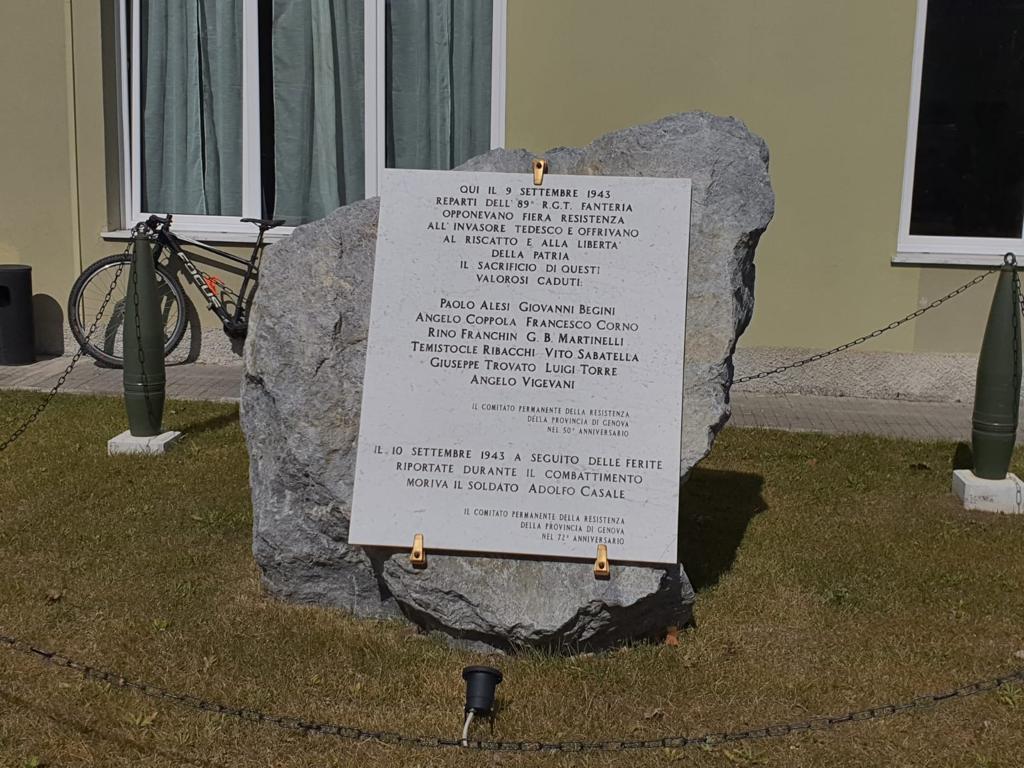 QUI IL 9 SETTEMBRE 1943
REPARTI DELL'89° R.G.T. FANTERIA
OPPONEVANO FIERA RESISTENZA
ALL'INVASORE TEDESCO E OFFRIVANO
AL RISCATTO E ALLA LIBERTA'
DELLA PATRIA
IL SACRIFICIO DI QUESTI
VALOROSI CADUTI:
PAOLO ALESI GIOVANNI BEGINI
ANGELO COPPOLA FRANCESCO CORNO
RINO FRANCHIN G. B. MARTINELLI
TEMISTOCLE RIBACCHI VITO SABATELLA
GIUSEPPE TROVATO LUIGI TORRE
ANGELO VIGEVANI
IL COMITATO PERMANENTE DELLA RESISTENZA
DELLA PROVINCIA DI GENOVA
NEL 50° ANNIVERSARIO
IL 10 SETTEMBRE 1943 A SEGUITO DELLE FERITE
RIPORTATE DURANTE IL COMBATTIMENTO
MORIVA IL SOLDATO ADOLFO CASALE
IL COMITATO PERMANENTE DELLA RESISTENZA
DELLA PROVINCIA DI GENOVA
NEL 72° ANNIVERSARIO
FOCUS